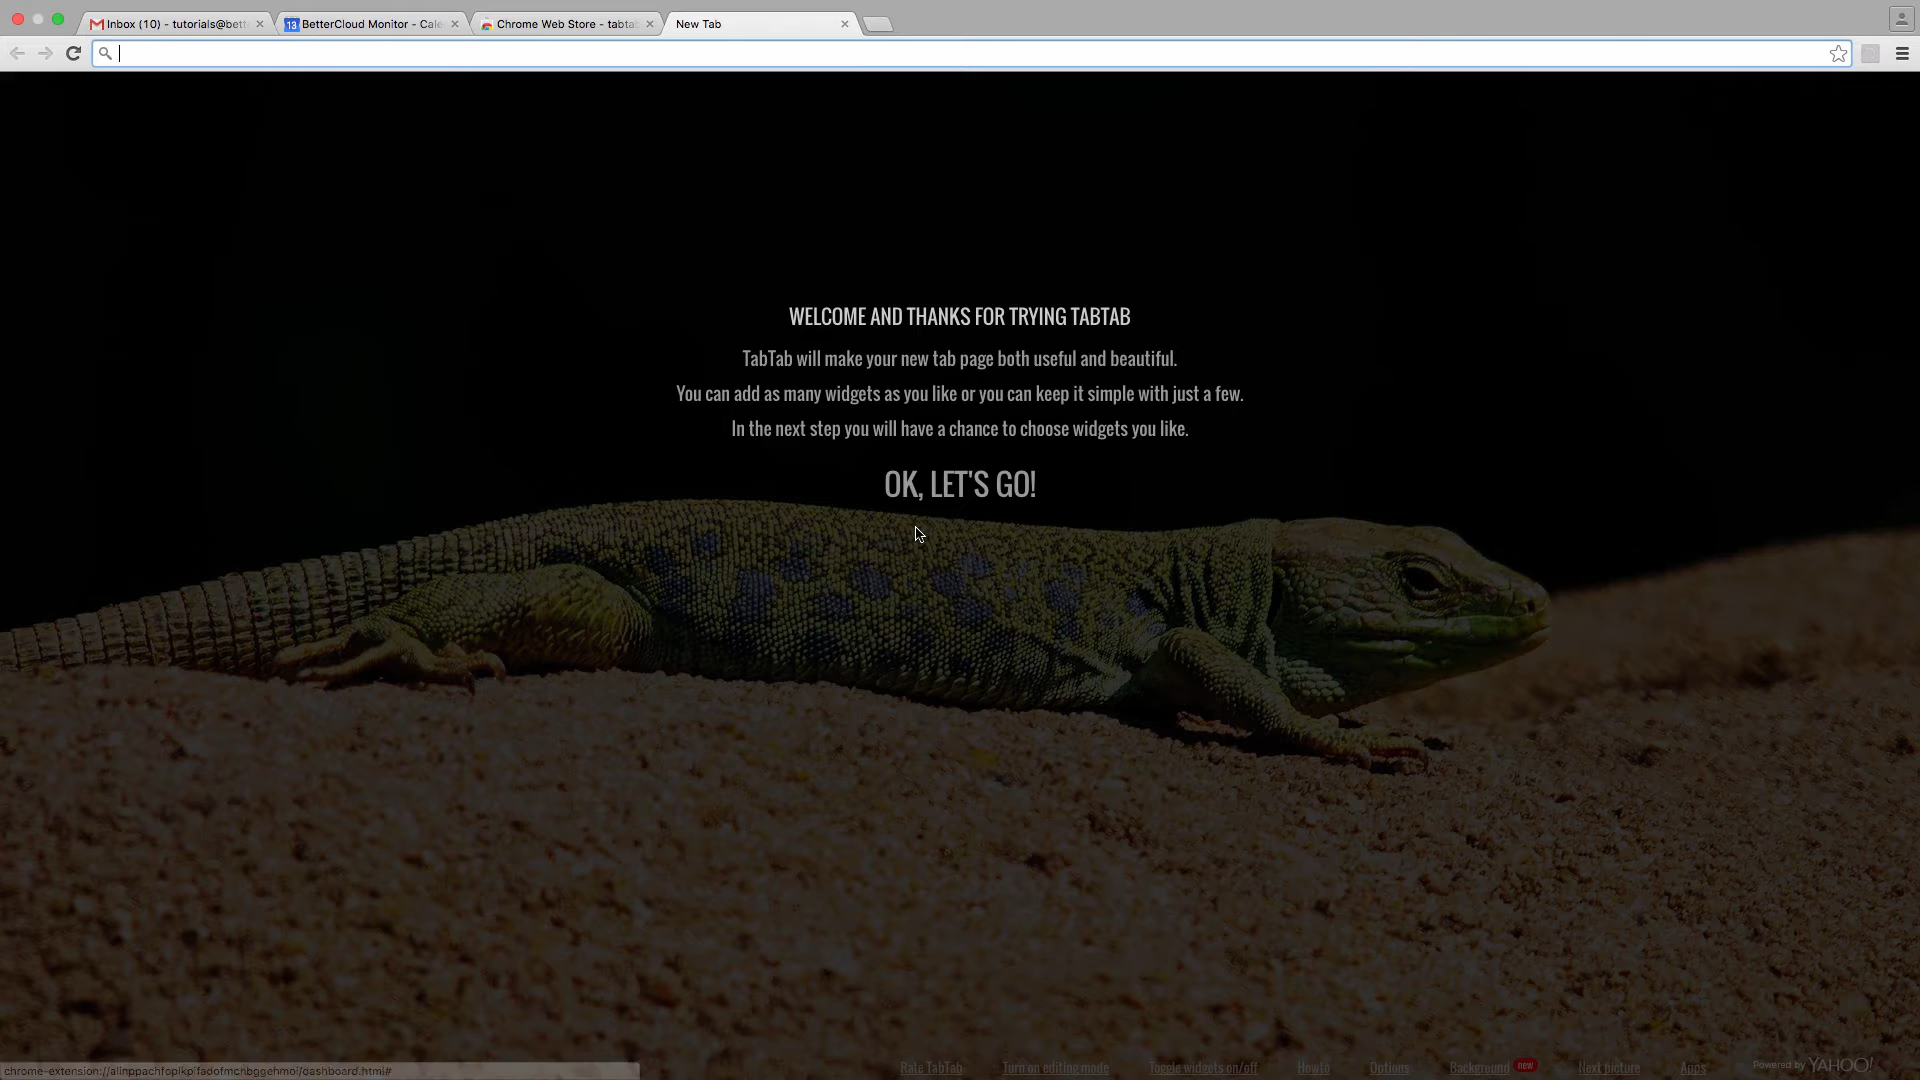 Inbox (10) - tutorials@bett
BetterCloud Monitor - Cale
Chrome Web Store - tabta
New Tab
WELCOME AND THANKS FOR TRYING TABTAB
TabTab will make your new tab page both useful and beautiful.
You can add as many widgets as you like or you can keep it simple with just a few.
In the next step you will have a chance to choose widgets you like.
OK, LET'S GO!
Rate TabTab Turn on editing mode Toggle widgets on/off Howto Options Background new Next picture Apps Powered by YAHOO!